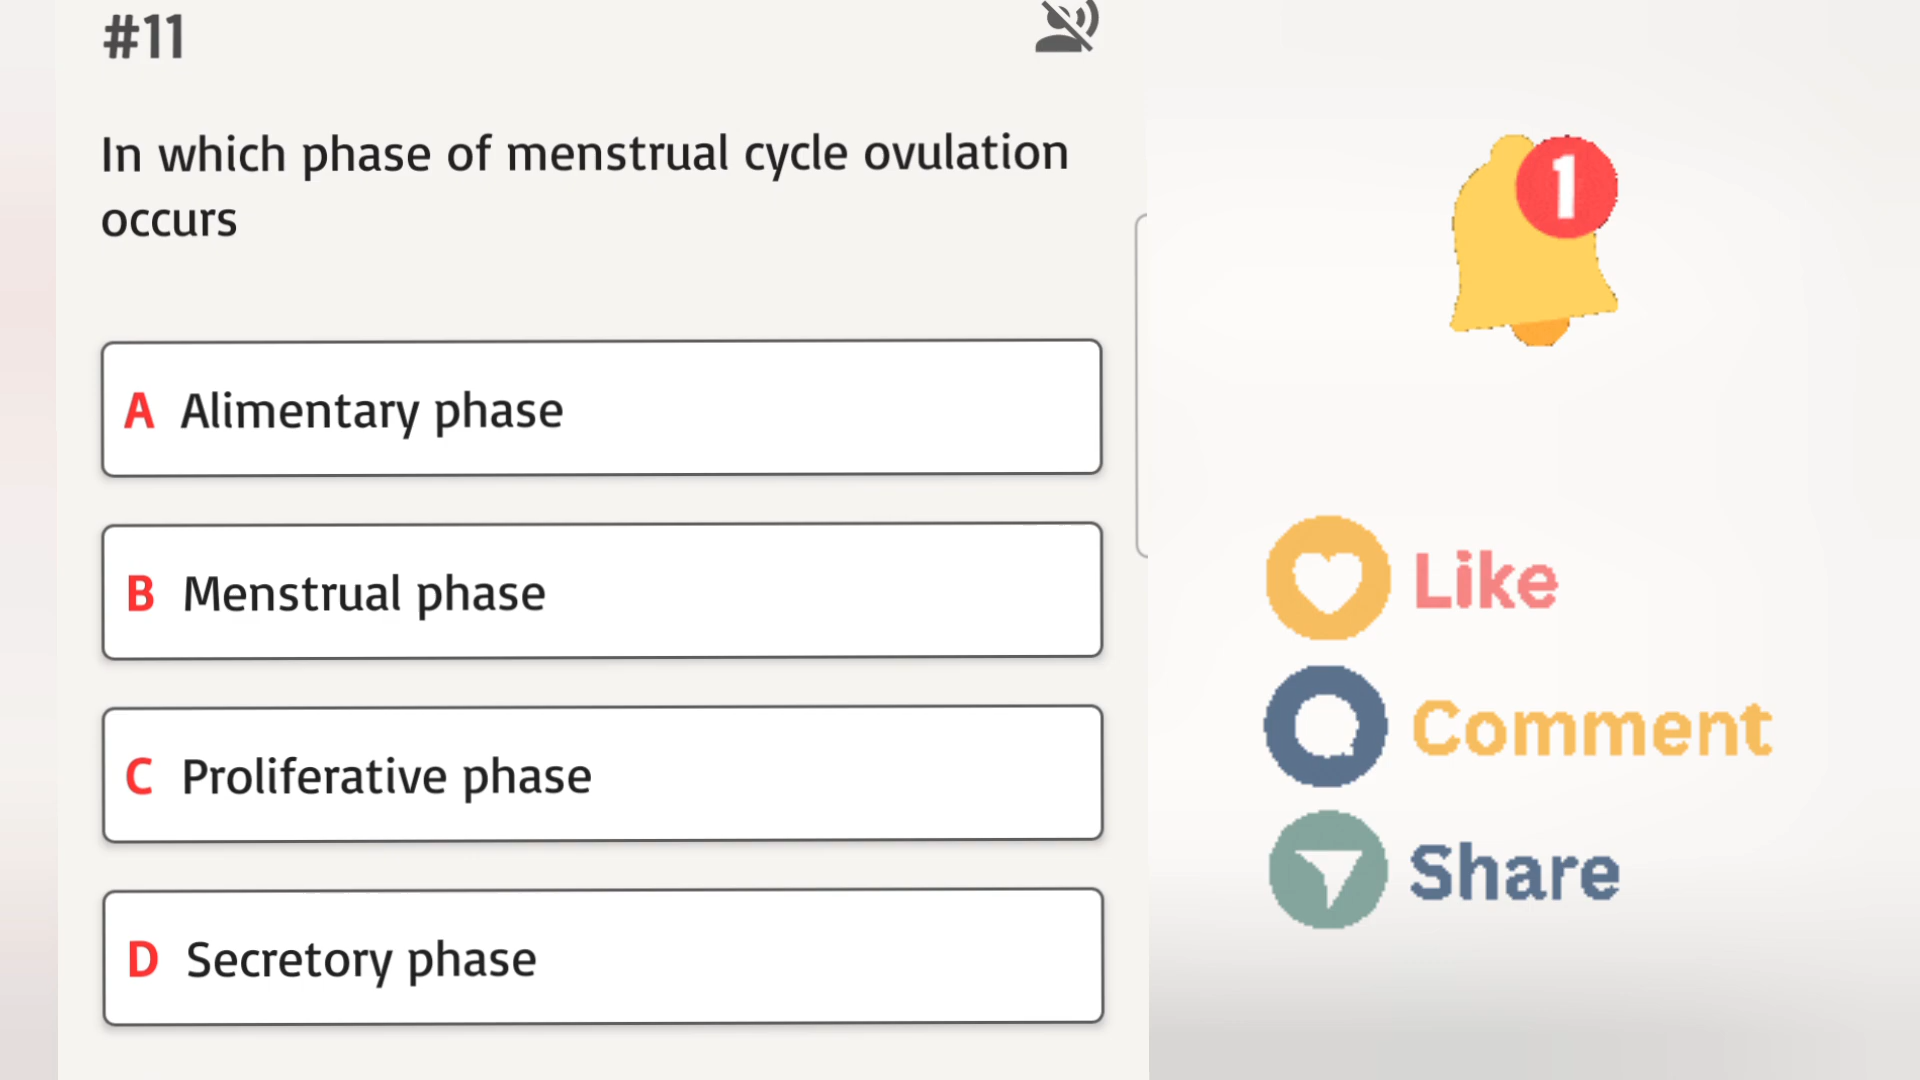 #11
In which phase of menstrual cycle ovulation
occurs
A Alimentary phase
B Menstrual phase
C Proliferative phase
D Secretory phase
1
Like
Comment
Share